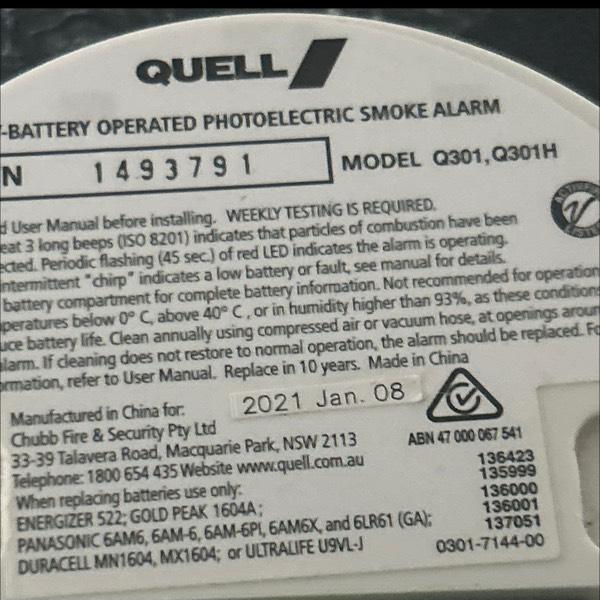 QUELL
-BATTERY OPERATED PHOTOELECTRIC SMOKE ALARM
N 1493791 MODEL Q301, Q301H
d User Manual before installing. WEEKLY TESTING IS REQUIRED.
eat 3 long beeps (ISO 8201) indicates that particles of combustion have been
ected. Periodic flashing (45 sec.) of red LED indicates the alarm is operating.
ntermittent "chirp" indicates a low battery or fault, see manual for details.
battery compartment for complete battery information. Not recommended for operation
peratures below 0° C, above 40° C, or in humidity higher than 93%, as these conditions
uce battery life. Clean annually using compressed air or vacuum hose, at openings aroun
larm. If cleaning does not restore to normal operation, the alarm should be replaced. Fo
ormation, refer to User Manual. Replace in 10 years. Made in China
Manufactured in China for: 2021 Jan. 08
Chubb Fire & Security Pty Ltd
33-39 Talavera Road, Macquarie Park, NSW 2113 ABN 47 000 067 541
Telephone: 1800 654 435 Website www.quell.com.au 136423
135999
When replacing batteries use only: 136000
ENERGIZER 522; GOLD PEAK 1604A; 136001
PANASONIC 6AM6, 6AM-6, 6AM-6PI, 6AM6X, and 6LR61 (GA); 137051
DURACELL MN1604, MX1604; or ULTRALIFE U9VL-J 0301-7144-00